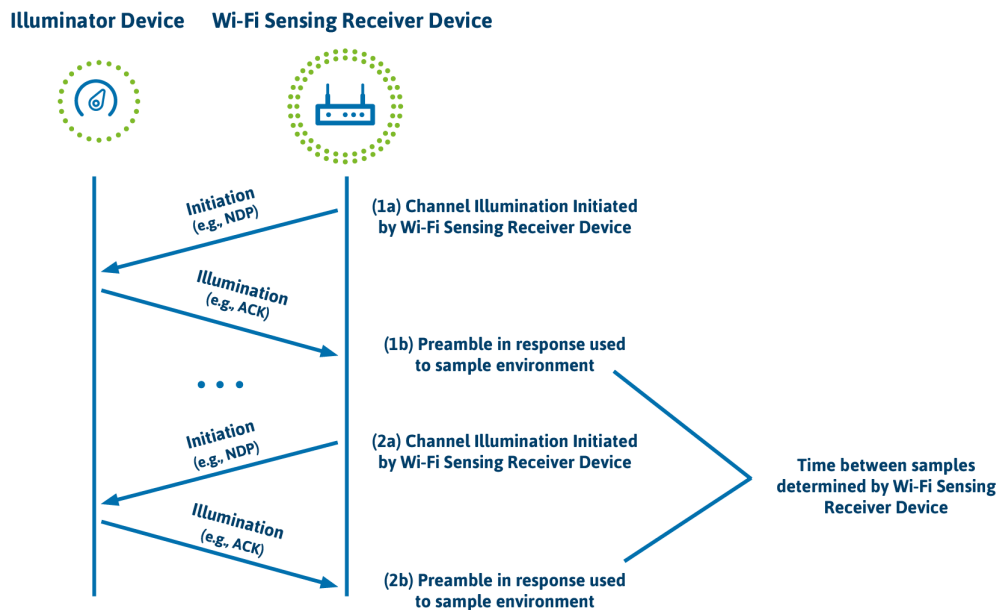 Illuminator Device
Wi-Fi Sensing Receiver Device
Initiation
(e.g., NDP)
(1a) Channel Illumination Initiated
by Wi-Fi Sensing Receiver Device
Illumination
(e.g., ACK)
(1b) Preamble in response used
to sample environment
Initiation
(e.g., NDP)
(2a) Channel Illumination Initiated
by Wi-Fi Sensing Receiver Device
Time between samples
determined by Wi-Fi Sensing
Receiver Device
Illumination
(e.g., ACK)
(2b) Preamble in response used
to sample environment